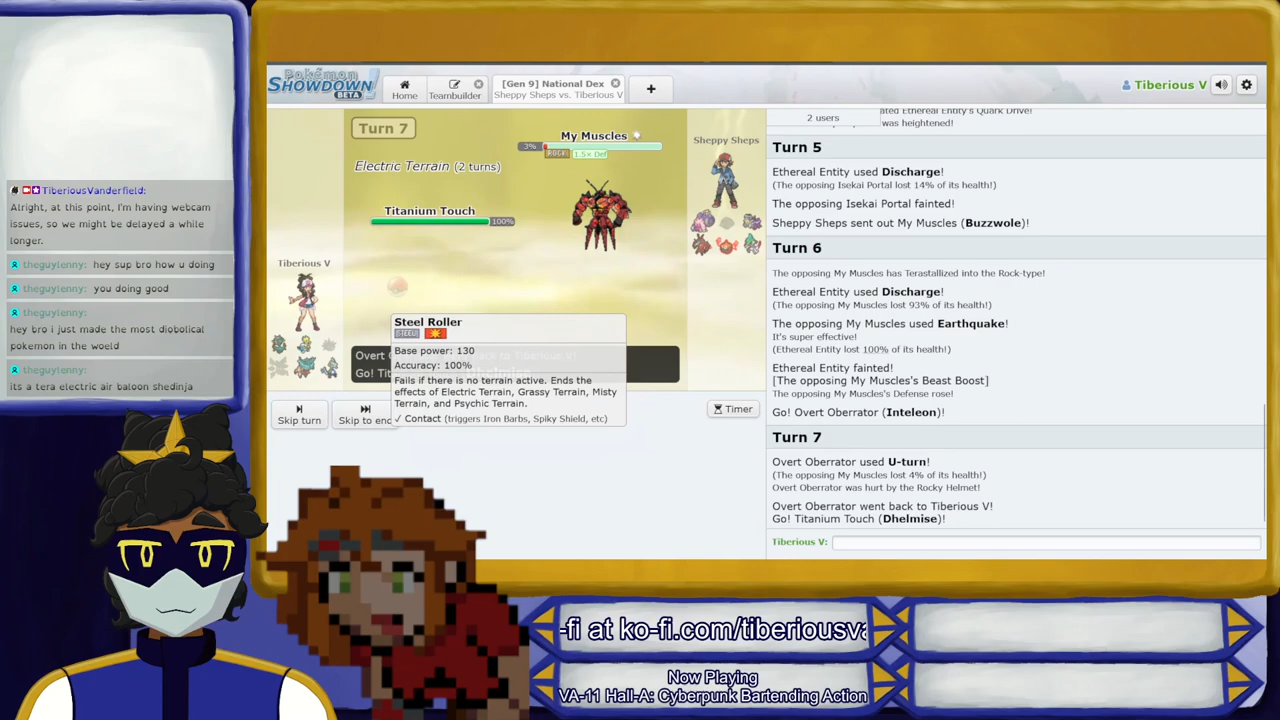 TiberiousVanderfield:
Alright, at this point, I'm having webcam
issues, so we might be delayed a while
longer.
theguylenny: hey sup bro how u doing
theguylenny: you doing good
theguylenny:
hey bro i just made the most diobolical
pokemon in the woeld
theguylenny:
its a tera electric air baloon shedinja
Pokémon
SHOWDOWN!
BETA
Home
Teambuilder
[Gen 9] National Dex
Sheppy Sheps vs. Tiberious V
+
Tiberious V
Turn 7
Electric Terrain (2 turns)
My Muscles
3%
ROCK
1.5× Def
Titanium Touch
100%
Sheppy Sheps
Tiberious V
Steel Roller
STEEL
Base power: 130
Accuracy: 100%
Fails if there is no terrain active. Ends the
effects of Electric Terrain, Grassy Terrain, Misty
Terrain, and Psychic Terrain.
✓ Contact (triggers Iron Barbs, Spiky Shield, etc)
Skip turn
Skip to end
Timer
2 users
ated Ethereal Entity's Quark Drive!
was heightened!
Turn 5
Ethereal Entity used Discharge!
(The opposing Isekai Portal lost 14% of its health!)
The opposing Isekai Portal fainted!
Sheppy Sheps sent out My Muscles (Buzzwole)!
Turn 6
The opposing My Muscles has Terastallized into the Rock-type!
Ethereal Entity used Discharge!
(The opposing My Muscles lost 93% of its health!)
The opposing My Muscles used Earthquake!
It's super effective!
(Ethereal Entity lost 100% of its health!)
Ethereal Entity fainted!
[The opposing My Muscles's Beast Boost]
The opposing My Muscles's Defense rose!
Go! Overt Oberrator (Inteleon)!
Turn 7
Overt Oberrator used U-turn!
(The opposing My Muscles lost 4% of its health!)
Overt Oberrator was hurt by the Rocky Helmet!
Overt Oberrator went back to Tiberious V!
Go! Titanium Touch (Dhelmise)!
Tiberious V:
-fi at ko-fi.com/tiberiousva
Now Playing
VA-11 Hall-A: Cyberpunk Bartending Action